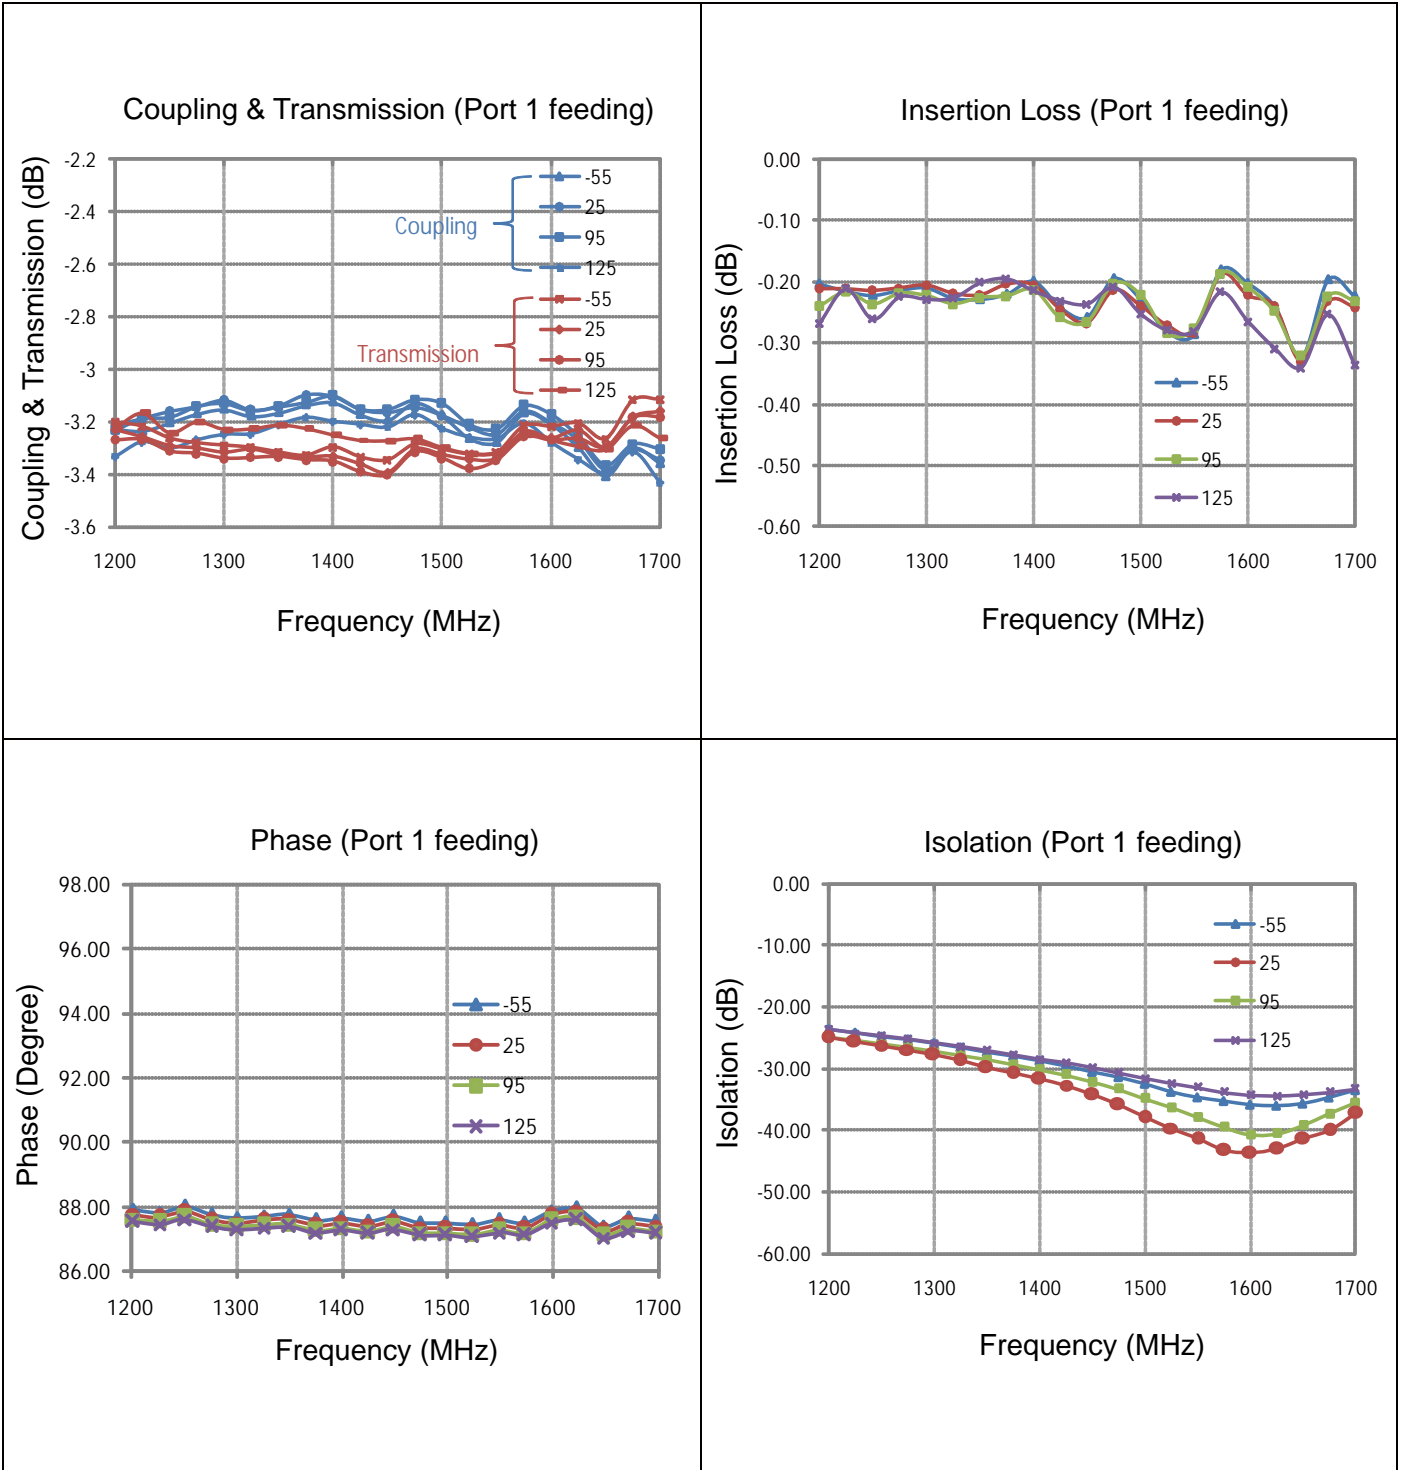 Coupling & Transmission (Port 1 feeding)
Coupling & Transmission (dB)
-2.2
-2.4
-2.6
-2.8
-3
-3.2
-3.4
-3.6
Coupling
-55
25
95
125
Transmission
-55
25
95
125
1200 1300 1400 1500 1600 1700
Frequency (MHz)
Insertion Loss (Port 1 feeding)
Insertion Loss (dB)
0.00
-0.10
-0.20
-0.30
-0.40
-0.50
-0.60
-55
25
95
125
1200 1300 1400 1500 1600 1700
Frequency (MHz)
Phase (Port 1 feeding)
Phase (Degree)
98.00
96.00
94.00
92.00
90.00
88.00
86.00
-55
25
95
125
1200 1300 1400 1500 1600 1700
Frequency (MHz)
Isolation (Port 1 feeding)
Isolation (dB)
0.00
-10.00
-20.00
-30.00
-40.00
-50.00
-60.00
-55
25
95
125
1200 1300 1400 1500 1600 1700
Frequency (MHz)